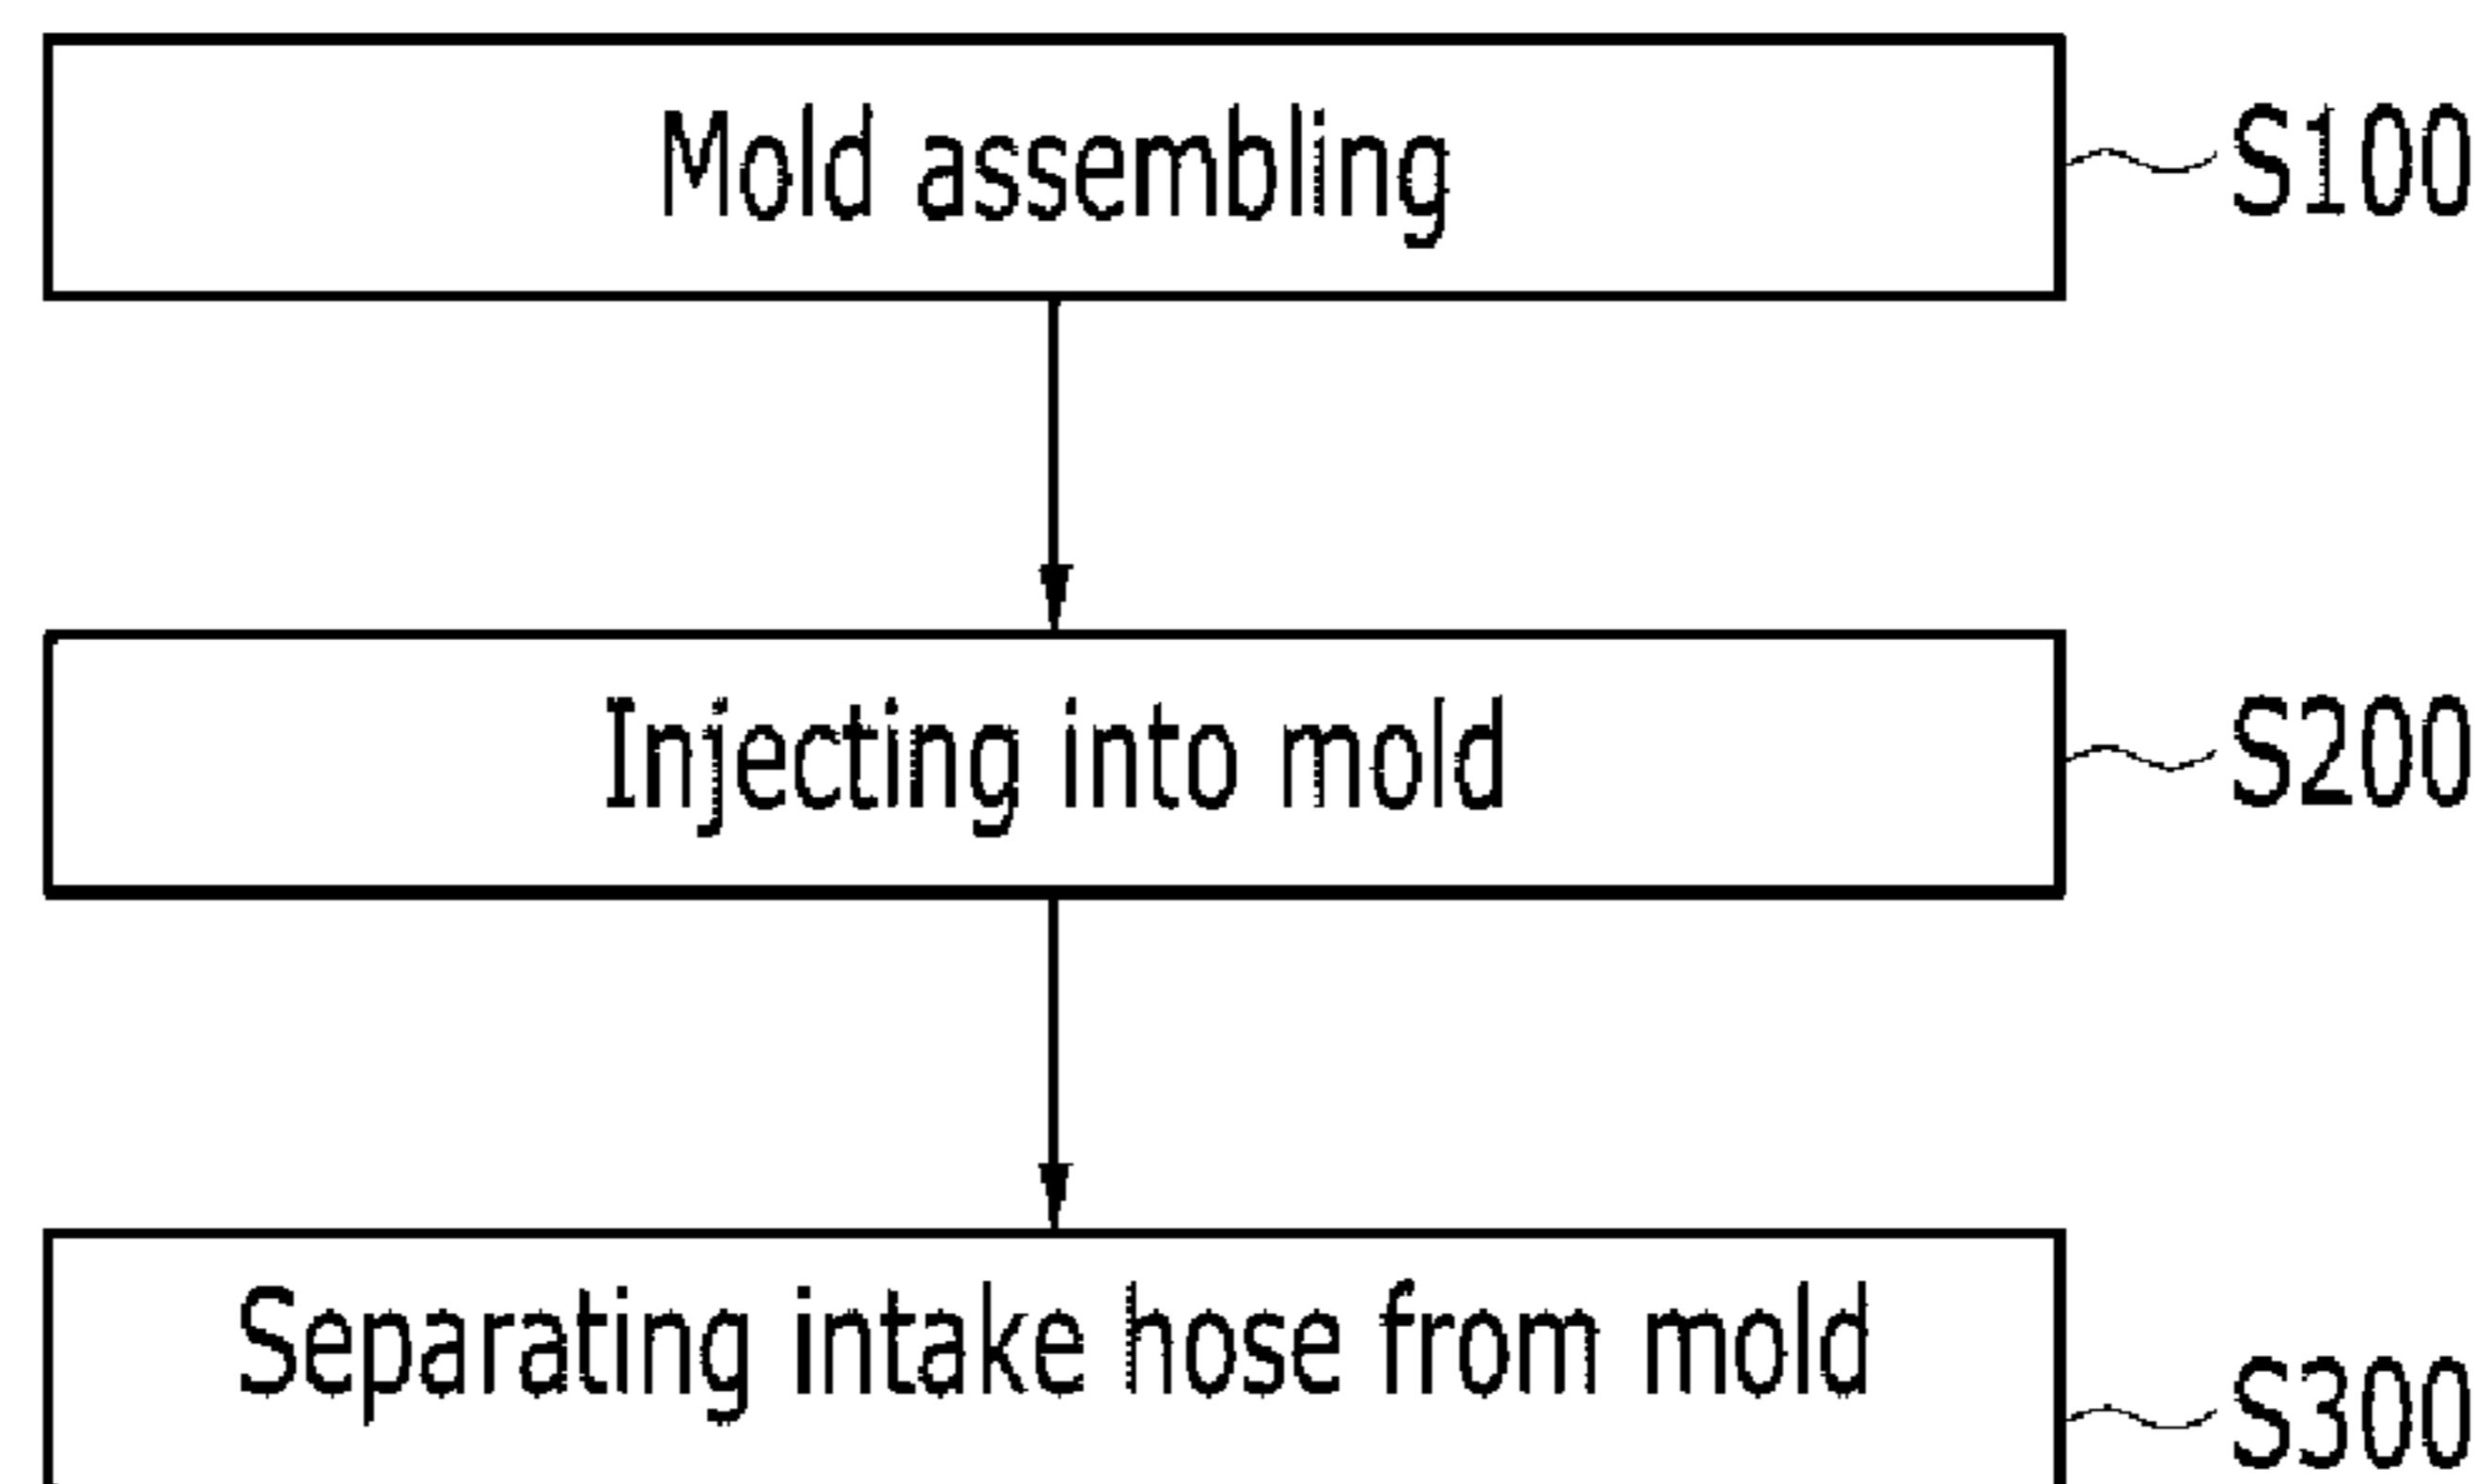 Mold assembling
S100
Injecting into mold
S200
Separating intake hose from mold
S300